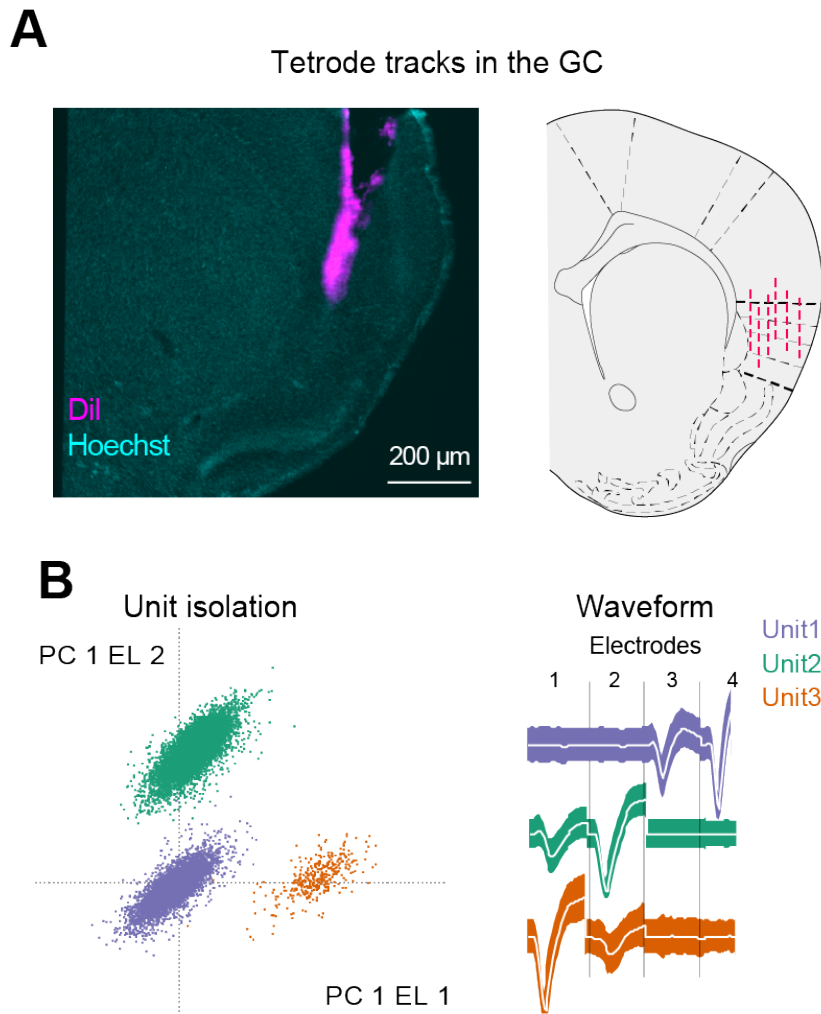 A
Tetrode tracks in the GC
DiI
Hoechst
200 µm
B
Unit isolation
Waveform
PC 1 EL 2
Electrodes
1 2 3 4
Unit1
Unit2
Unit3
PC 1 EL 1